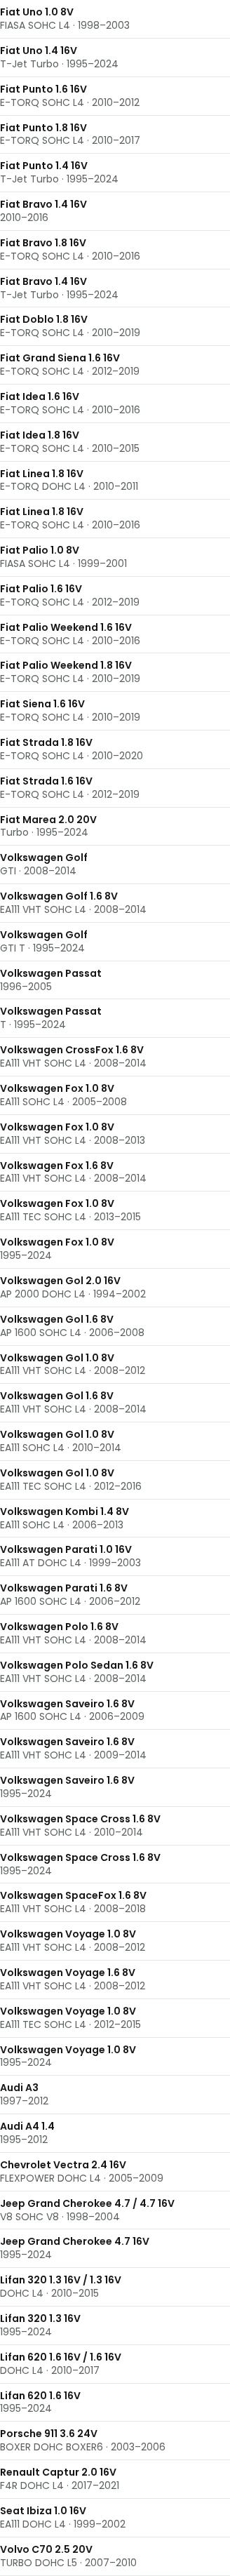 Fiat Uno 1.0 8V
FIASA SOHC L4 · 1998–2003
Fiat Uno 1.4 16V
T-Jet Turbo · 1995–2024
Fiat Punto 1.6 16V
E-TORQ SOHC L4 · 2010–2012
Fiat Punto 1.8 16V
E-TORQ SOHC L4 · 2010–2017
Fiat Punto 1.4 16V
T-Jet Turbo · 1995–2024
Fiat Bravo 1.4 16V
2010–2016
Fiat Bravo 1.8 16V
E-TORQ SOHC L4 · 2010–2016
Fiat Bravo 1.4 16V
T-Jet Turbo · 1995–2024
Fiat Doblo 1.8 16V
E-TORQ SOHC L4 · 2010–2019
Fiat Grand Siena 1.6 16V
E-TORQ SOHC L4 · 2012–2019
Fiat Idea 1.6 16V
E-TORQ SOHC L4 · 2010–2016
Fiat Idea 1.8 16V
E-TORQ SOHC L4 · 2010–2015
Fiat Linea 1.8 16V
E-TORQ DOHC L4 · 2010–2011
Fiat Linea 1.8 16V
E-TORQ SOHC L4 · 2010–2016
Fiat Palio 1.0 8V
FIASA SOHC L4 · 1999–2001
Fiat Palio 1.6 16V
E-TORQ SOHC L4 · 2012–2019
Fiat Palio Weekend 1.6 16V
E-TORQ SOHC L4 · 2010–2016
Fiat Palio Weekend 1.8 16V
E-TORQ SOHC L4 · 2010–2019
Fiat Siena 1.6 16V
E-TORQ SOHC L4 · 2010–2019
Fiat Strada 1.8 16V
E-TORQ SOHC L4 · 2010–2020
Fiat Strada 1.6 16V
E-TORQ SOHC L4 · 2012–2019
Fiat Marea 2.0 20V
Turbo · 1995–2024
Volkswagen Golf
GTI · 2008–2014
Volkswagen Golf 1.6 8V
EA111 VHT SOHC L4 · 2008–2014
Volkswagen Golf
GTI T · 1995–2024
Volkswagen Passat
1996–2005
Volkswagen Passat
T · 1995–2024
Volkswagen CrossFox 1.6 8V
EA111 VHT SOHC L4 · 2008–2014
Volkswagen Fox 1.0 8V
EA111 SOHC L4 · 2005–2008
Volkswagen Fox 1.0 8V
EA111 VHT SOHC L4 · 2008–2013
Volkswagen Fox 1.6 8V
EA111 VHT SOHC L4 · 2008–2014
Volkswagen Fox 1.0 8V
EA111 TEC SOHC L4 · 2013–2015
Volkswagen Fox 1.0 8V
1995–2024
Volkswagen Gol 2.0 16V
AP 2000 DOHC L4 · 1994–2002
Volkswagen Gol 1.6 8V
AP 1600 SOHC L4 · 2006–2008
Volkswagen Gol 1.0 8V
EA111 VHT SOHC L4 · 2008–2012
Volkswagen Gol 1.6 8V
EA111 VHT SOHC L4 · 2008–2014
Volkswagen Gol 1.0 8V
EA111 SOHC L4 · 2010–2014
Volkswagen Gol 1.0 8V
EA111 TEC SOHC L4 · 2012–2016
Volkswagen Kombi 1.4 8V
EA111 SOHC L4 · 2006–2013
Volkswagen Parati 1.0 16V
EA111 AT DOHC L4 · 1999–2003
Volkswagen Parati 1.6 8V
AP 1600 SOHC L4 · 2006–2012
Volkswagen Polo 1.6 8V
EA111 VHT SOHC L4 · 2008–2014
Volkswagen Polo Sedan 1.6 8V
EA111 VHT SOHC L4 · 2008–2014
Volkswagen Saveiro 1.6 8V
AP 1600 SOHC L4 · 2006–2009
Volkswagen Saveiro 1.6 8V
EA111 VHT SOHC L4 · 2009–2014
Volkswagen Saveiro 1.6 8V
1995–2024
Volkswagen Space Cross 1.6 8V
EA111 VHT SOHC L4 · 2010–2014
Volkswagen Space Cross 1.6 8V
1995–2024
Volkswagen SpaceFox 1.6 8V
EA111 VHT SOHC L4 · 2008–2018
Volkswagen Voyage 1.0 8V
EA111 VHT SOHC L4 · 2008–2012
Volkswagen Voyage 1.6 8V
EA111 VHT SOHC L4 · 2008–2012
Volkswagen Voyage 1.0 8V
EA111 TEC SOHC L4 · 2012–2015
Volkswagen Voyage 1.0 8V
1995–2024
Audi A3
1997–2012
Audi A4 1.4
1995–2012
Chevrolet Vectra 2.4 16V
FLEXPOWER DOHC L4 · 2005–2009
Jeep Grand Cherokee 4.7 / 4.7 16V
V8 SOHC V8 · 1998–2004
Jeep Grand Cherokee 4.7 16V
1995–2024
Lifan 320 1.3 16V / 1.3 16V
DOHC L4 · 2010–2015
Lifan 320 1.3 16V
1995–2024
Lifan 620 1.6 16V / 1.6 16V
DOHC L4 · 2010–2017
Lifan 620 1.6 16V
1995–2024
Porsche 911 3.6 24V
BOXER DOHC BOXER6 · 2003–2006
Renault Captur 2.0 16V
F4R DOHC L4 · 2017–2021
Seat Ibiza 1.0 16V
EA111 DOHC L4 · 1999–2002
Volvo C70 2.5 20V
TURBO DOHC L5 · 2007–2010